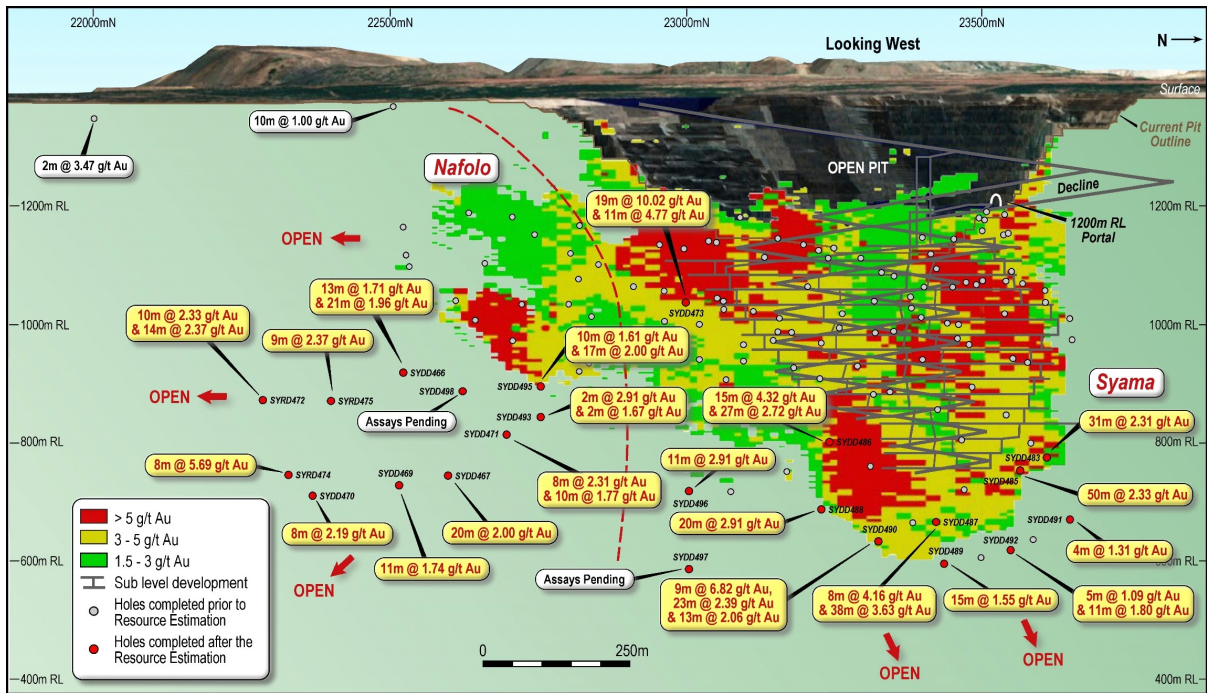 22000mN
22500mN
23000mN
23500mN
Looking West
N
Surface
Current Pit
Outline
10m @ 1.00 g/t Au
2m @ 3.47 g/t Au
Nafolo
OPEN PIT
Decline
1200m RL
1200m RL
1200m RL
Portal
19m @ 10.02 g/t Au
& 11m @ 4.77 g/t Au
OPEN
SYDD473
13m @ 1.71 g/t Au
& 21m @ 1.96 g/t Au
10m @ 2.33 g/t Au
& 14m @ 2.37 g/t Au
9m @ 2.37 g/t Au
1000m RL
1000m RL
10m @ 1.61 g/t Au
& 17m @ 2.00 g/t Au
SYDD466
SYDD498
SYDD495
Syama
OPEN
SYRD472
SYRD475
2m @ 2.91 g/t Au
& 2m @ 1.67 g/t Au
15m @ 4.32 g/t Au
& 27m @ 2.72 g/t Au
Assays Pending
SYDD493
31m @ 2.31 g/t Au
SYDD471
800m RL
800m RL
SYDD486
SYDD483
8m @ 5.69 g/t Au
SYRD474
SYDD469
SYDD467
11m @ 2.91 g/t Au
SYDD485
8m @ 2.31 g/t Au
& 10m @ 1.77 g/t Au
50m @ 2.33 g/t Au
SYDD470
SYDD496
SYDD488
20m @ 2.91 g/t Au
SYDD490
SYDD487
SYDD491
8m @ 2.19 g/t Au
20m @ 2.00 g/t Au
SYDD492
4m @ 1.31 g/t Au
SYDD489
600m RL
600m RL
SYDD497
11m @ 1.74 g/t Au
Assays Pending
OPEN
9m @ 6.82 g/t Au,
23m @ 2.39 g/t Au
& 13m @ 2.06 g/t Au
8m @ 4.16 g/t Au
& 38m @ 3.63 g/t Au
15m @ 1.55 g/t Au
5m @ 1.09 g/t Au
& 11m @ 1.80 g/t Au
OPEN
OPEN
> 5 g/t Au
3 - 5 g/t Au
1.5 - 3 g/t Au
Sub level development
Holes completed prior to
Resource Estimation
Holes completed after the
Resource Estimation
0
250m
400m RL
400m RL